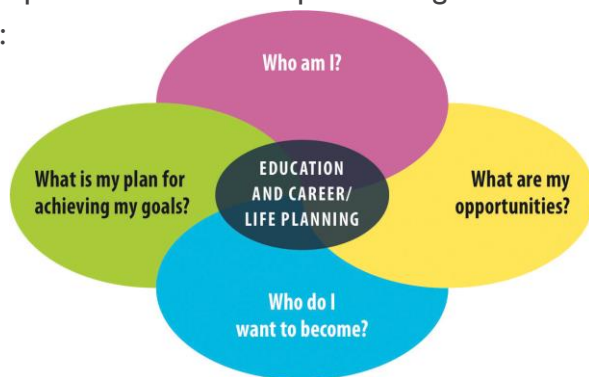 :
Who am I?
What is my plan for
achieving my goals?
EDUCATION
AND CAREER/
LIFE PLANNING
What are my
opportunities?
Who do I
want to become?